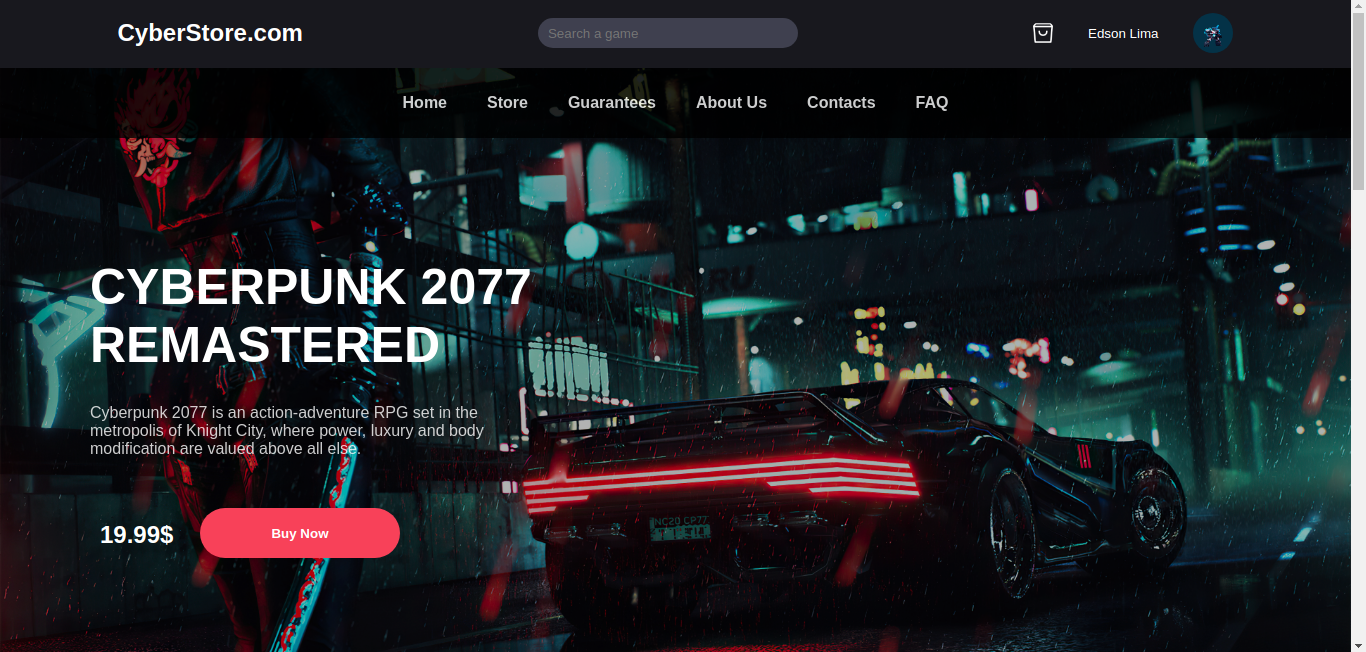 CyberStore.com
Search a game
Edson Lima
Home Store Guarantees About Us Contacts FAQ
CYBERPUNK 2077
REMASTERED
Cyberpunk 2077 is an action-adventure RPG set in the
metropolis of Knight City, where power, luxury and body
modification are valued above all else.
19.99$ Buy Now
NC20 CP77